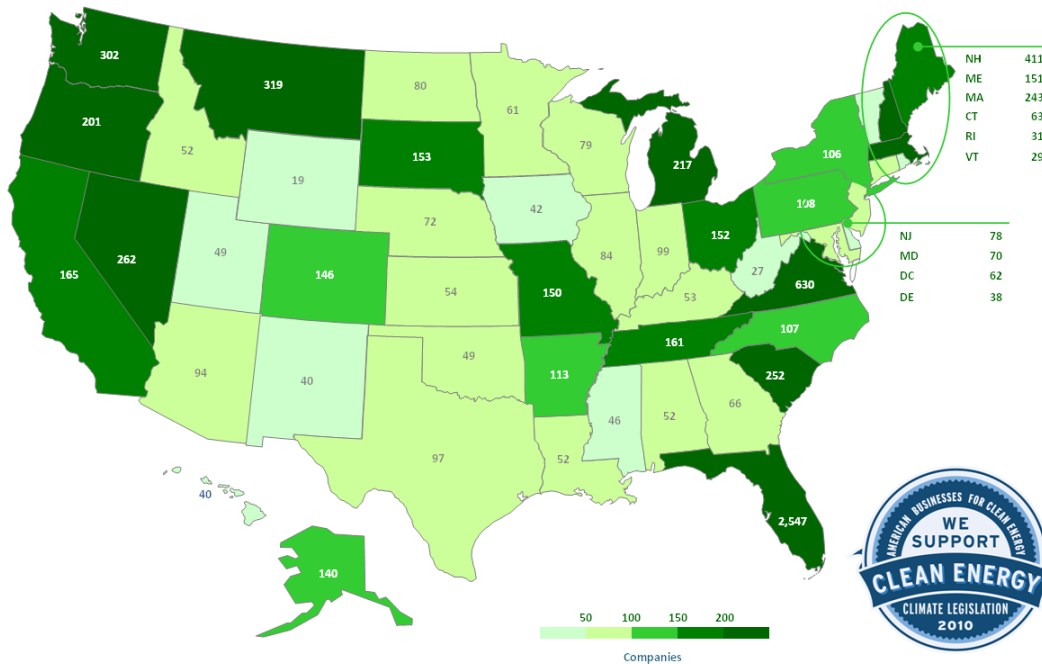 302
319
80
61
NH 411
ME 151
MA 243
CT 63
RI 31
VT 29
201
52
153
79
217
106
19
42
108
72
152
NJ 78
MD 70
DC 62
DE 38
49
84
99
27
165
262
146
54
150
53
630
107
161
49
113
94
40
252
46
52
66
97
52
40
2,547
140
AMERICAN BUSINESSES FOR CLEAN ENERGY
WE
SUPPORT
CLEAN ENERGY
CLIMATE LEGISLATION
2010
50 100 150 200
Companies